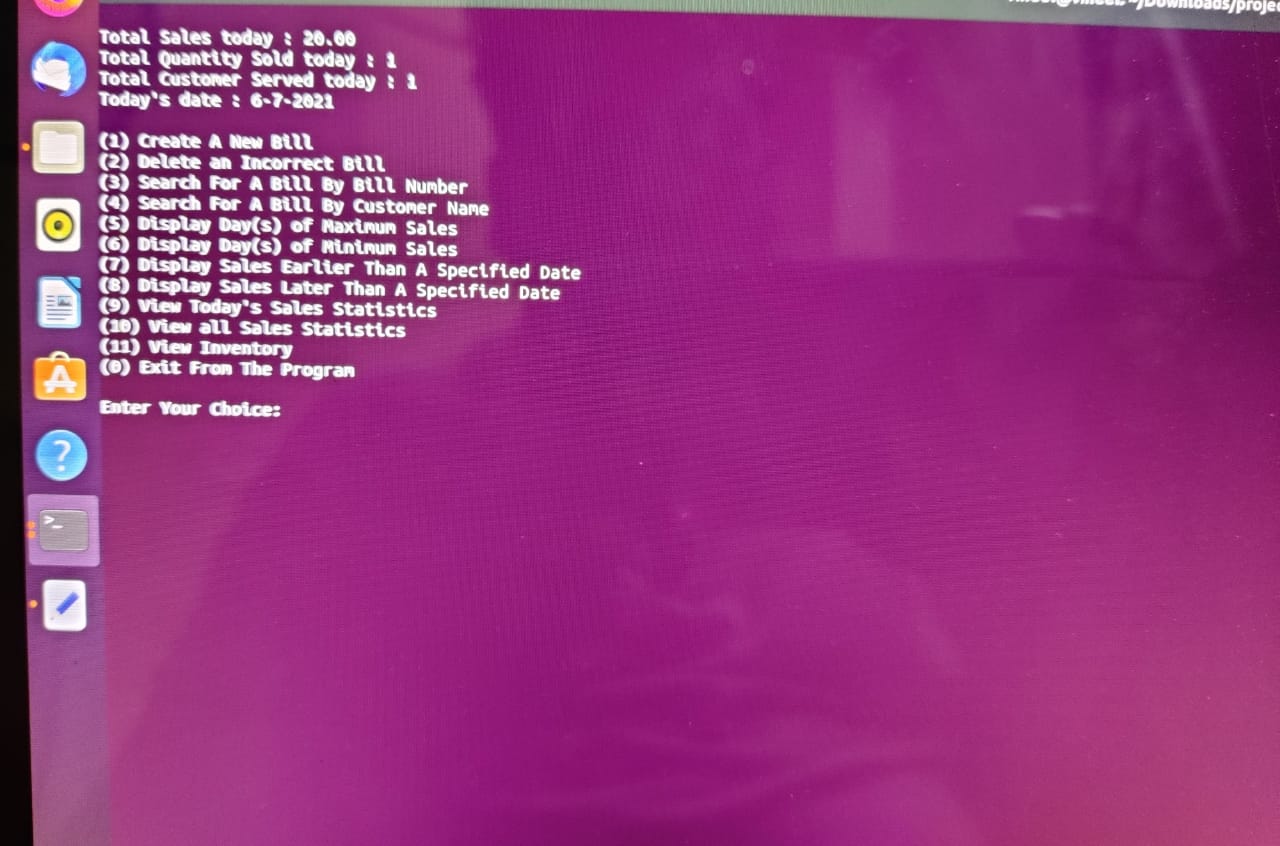 ~/Downloads/projec
Total Sales today : 20.00
Total Quantity Sold today : 1
Total Customer Served today : 1
Today's date : 6-7-2021
(1) Create A New Bill
(2) Delete an Incorrect Bill
(3) Search For A Bill By Bill Number
(4) Search For A Bill By Customer Name
(5) Display Day(s) of Maximum Sales
(6) Display Day(s) of Minimum Sales
(7) Display Sales Earlier Than A Specified Date
(8) Display Sales Later Than A Specified Date
(9) View Today's Sales Statistics
(10) View all Sales Statistics
(11) View Inventory
(0) Exit From The Program
Enter Your Choice: